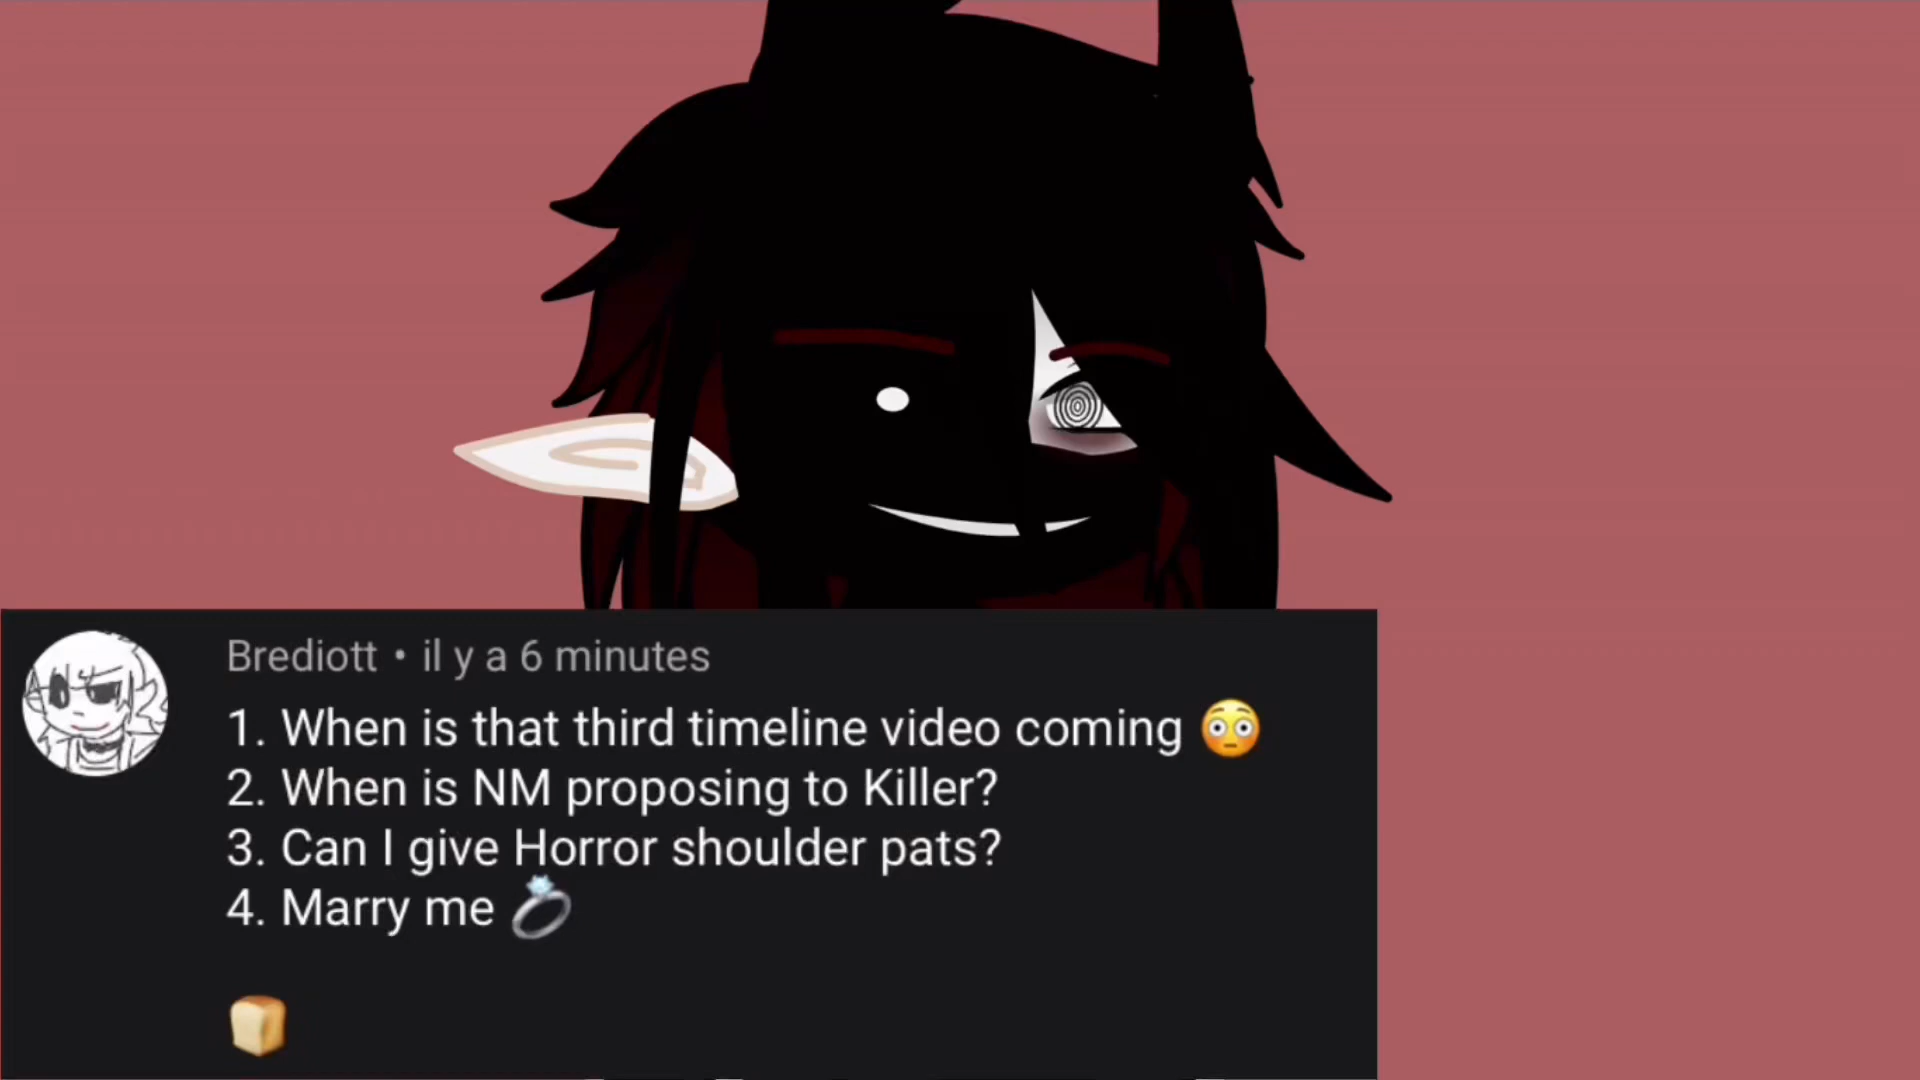 Brediott • il y a 6 minutes
1. When is that third timeline video coming 😳
2. When is NM proposing to Killer?
3. Can I give Horror shoulder pats?
4. Marry me 💍
🍞